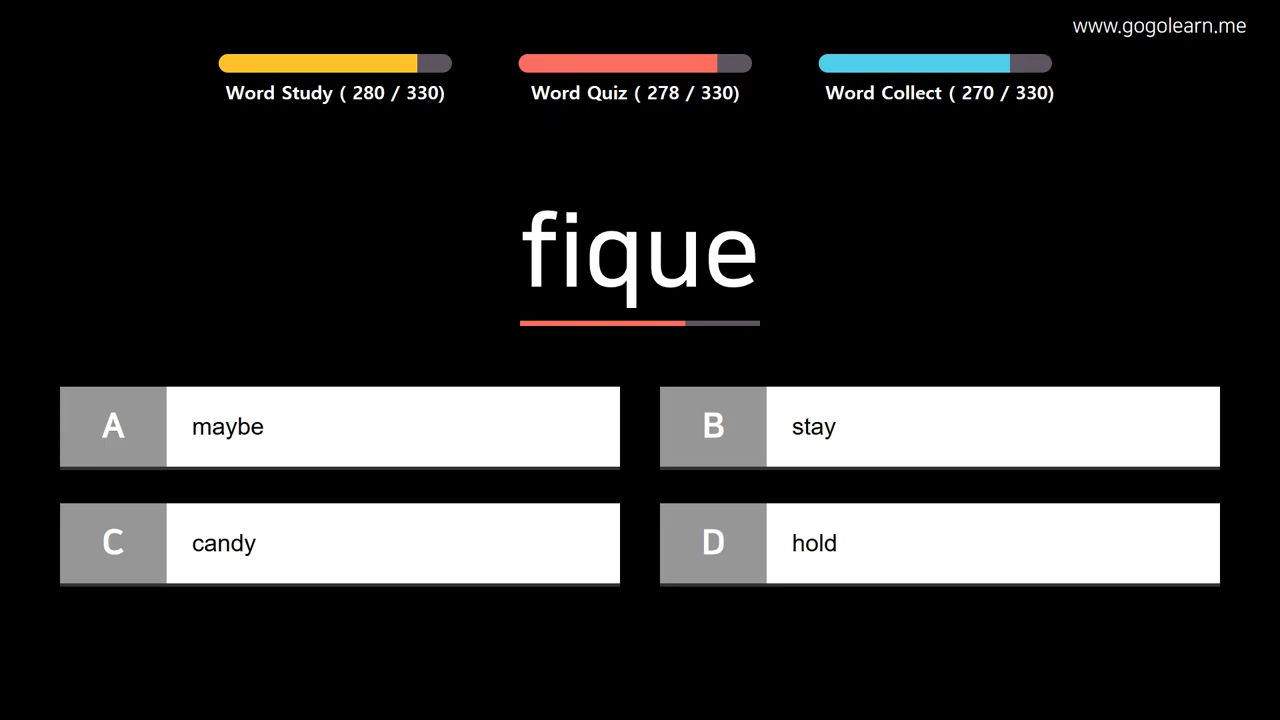 www.gogolearn.me
Word Study ( 280 / 330)
Word Quiz ( 278 / 330)
Word Collect ( 270 / 330)
fique
A
maybe
B
stay
C
candy
D
hold